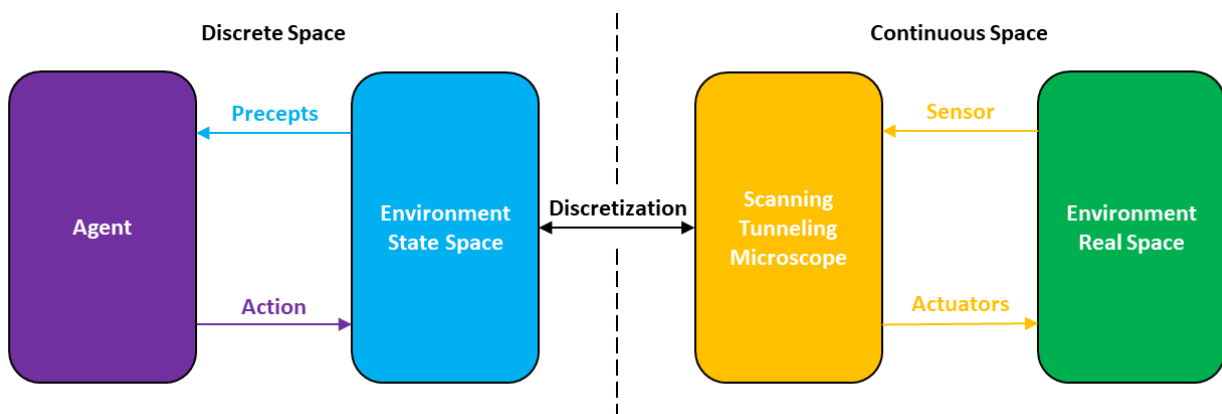 Discrete Space
Continuous Space
Precepts
Sensor
Agent
Environment
State Space
Discretization
Scanning
Tunneling
Microscope
Environment
Real Space
Action
Actuators